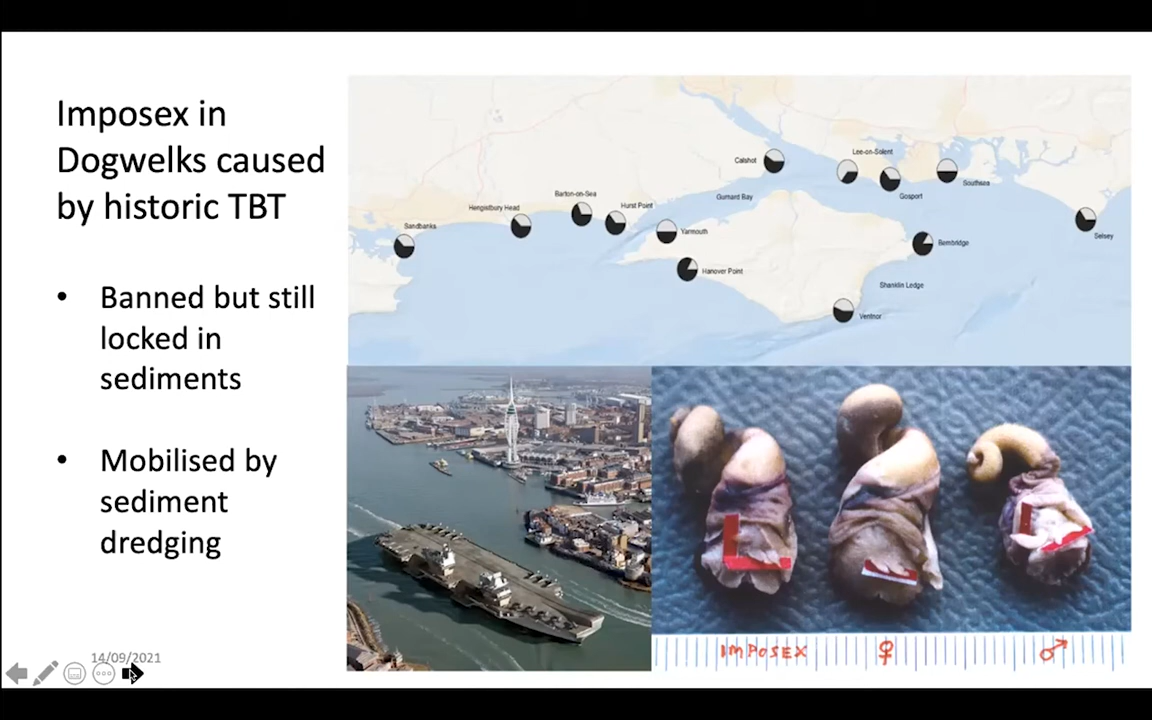 Imposex in
Dogwelks caused
by historic TBT
• Banned but still
locked in
sediments
• Mobilised by
sediment
dredging
14/09/2021
Sandbanks
Hengistbury Head
Barton-on-Sea
Hurst Point
Yarmouth
Hanover Point
Calshot
Gurnard Bay
Lee-on-Solent
Gosport
Southsea
Bembridge
Shanklin Ledge
Ventnor
Selsey
IMPOSEX ♀ ♂